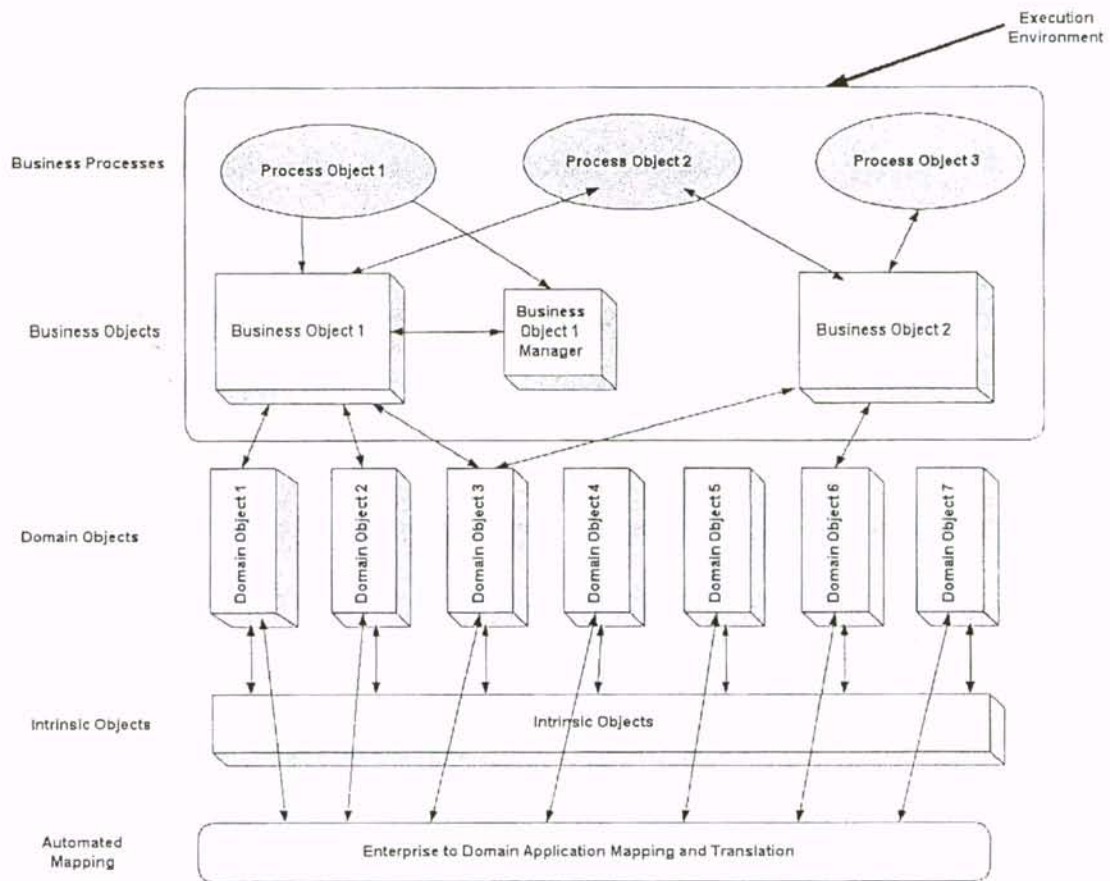 Execution
Environment
Business Processes
Process Object 1
Process Object 2
Process Object 3
Business Objects
Business Object 1
Business
Object 1
Manager
Business Object 2
Domain Objects
Domain Object 1
Domain Object 2
Domain Object 3
Domain Object 4
Domain Object 5
Domain Object 6
Domain Object 7
Intrinsic Objects
Intrinsic Objects
Automated
Mapping
Enterprise to Domain Application Mapping and Translation